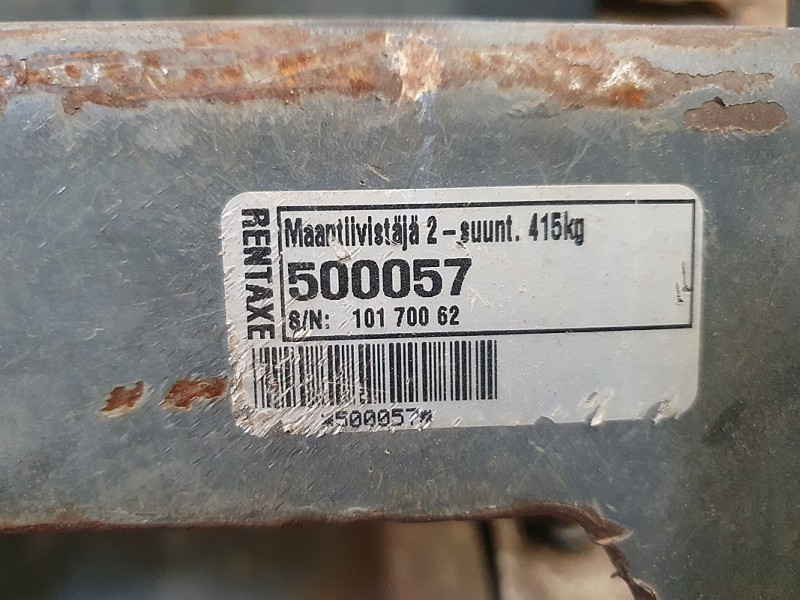 RENTAXE
Maantiivistäjä 2-suunt. 415kg
500057
S/N: 101 700 62
*500057*